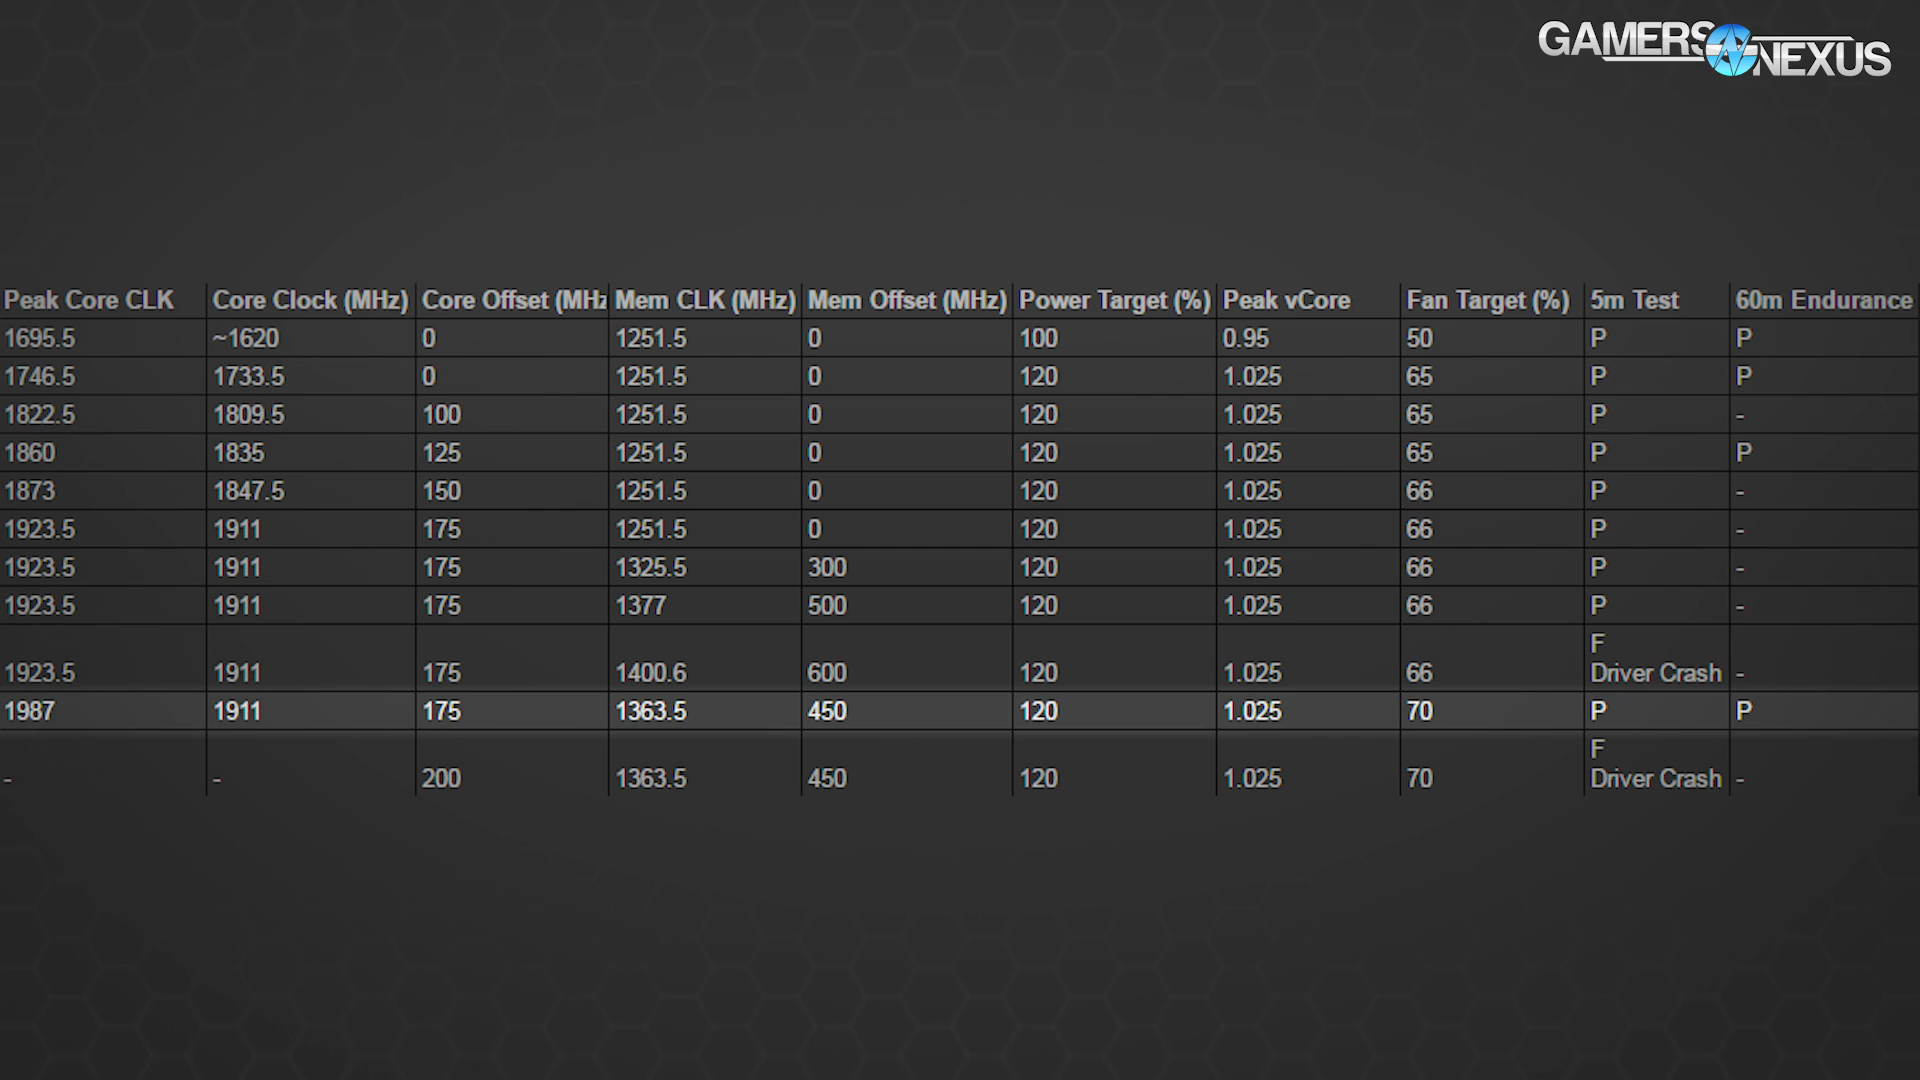 GAMERS NEXUS
Peak Core CLK Core Clock (MHz) Core Offset (MHz Mem CLK (MHz) Mem Offset (MHz) Power Target (%) Peak vCore Fan Target (%) 5m Test 60m Endurance
1695.5 ~1620 0 1251.5 0 100 0.95 50 P P
1746.5 1733.5 0 1251.5 0 120 1.025 65 P P
1822.5 1809.5 100 1251.5 0 120 1.025 65 P -
1860 1835 125 1251.5 0 120 1.025 65 P P
1873 1847.5 150 1251.5 0 120 1.025 66 P -
1923.5 1911 175 1251.5 0 120 1.025 66 P -
1923.5 1911 175 1325.5 300 120 1.025 66 P -
1923.5 1911 175 1377 500 120 1.025 66 P -
F
1923.5 1911 175 1400.6 600 120 1.025 66 Driver Crash -
1987 1911 175 1363.5 450 120 1.025 70 P P
F
- - 200 1363.5 450 120 1.025 70 Driver Crash -